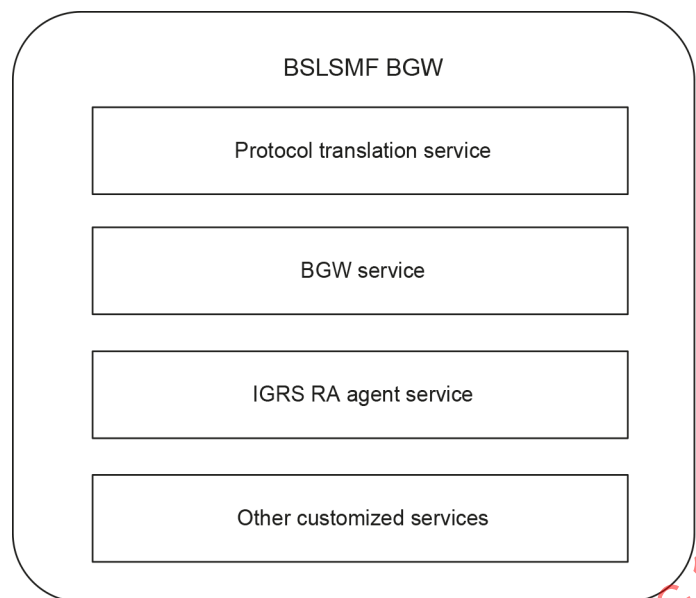 BSLSMF BGW
Protocol translation service
BGW service
IGRS RA agent service
Other customized services